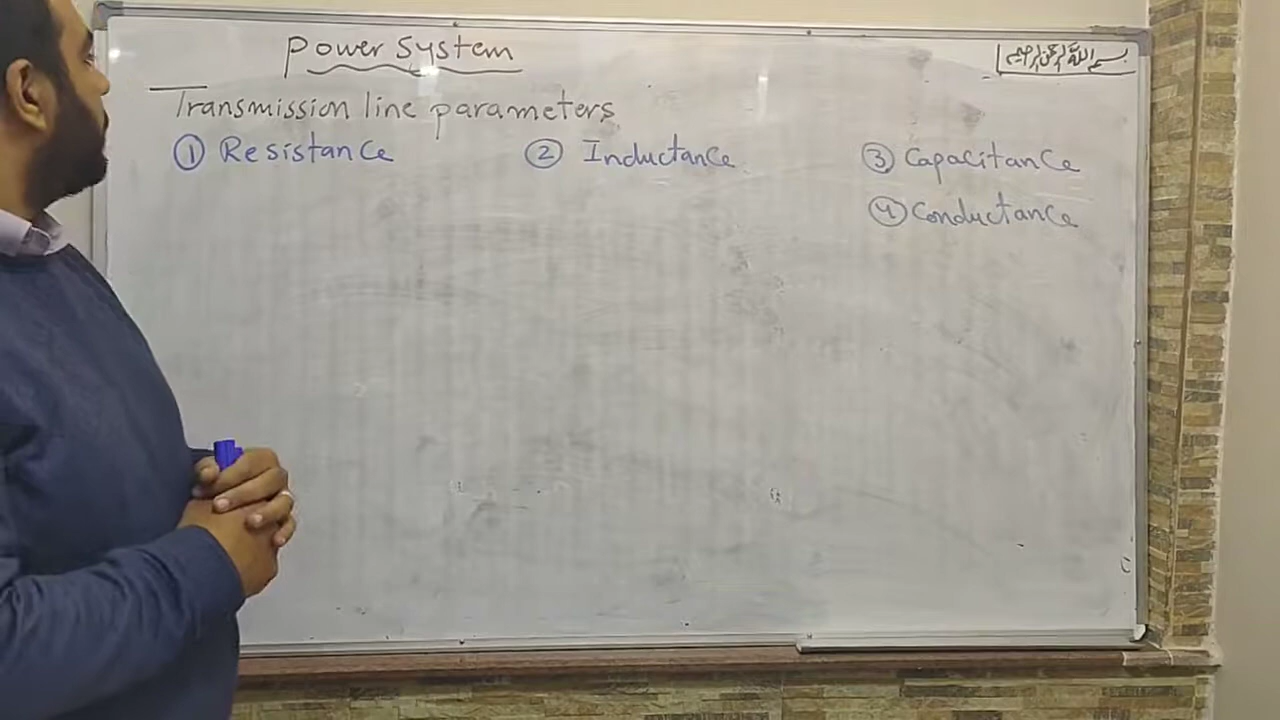 Power System
بسم الله الرحمن الرحيم
Transmission line parameters
① Resistance ② Inductance ③ Capacitance
④ Conductance